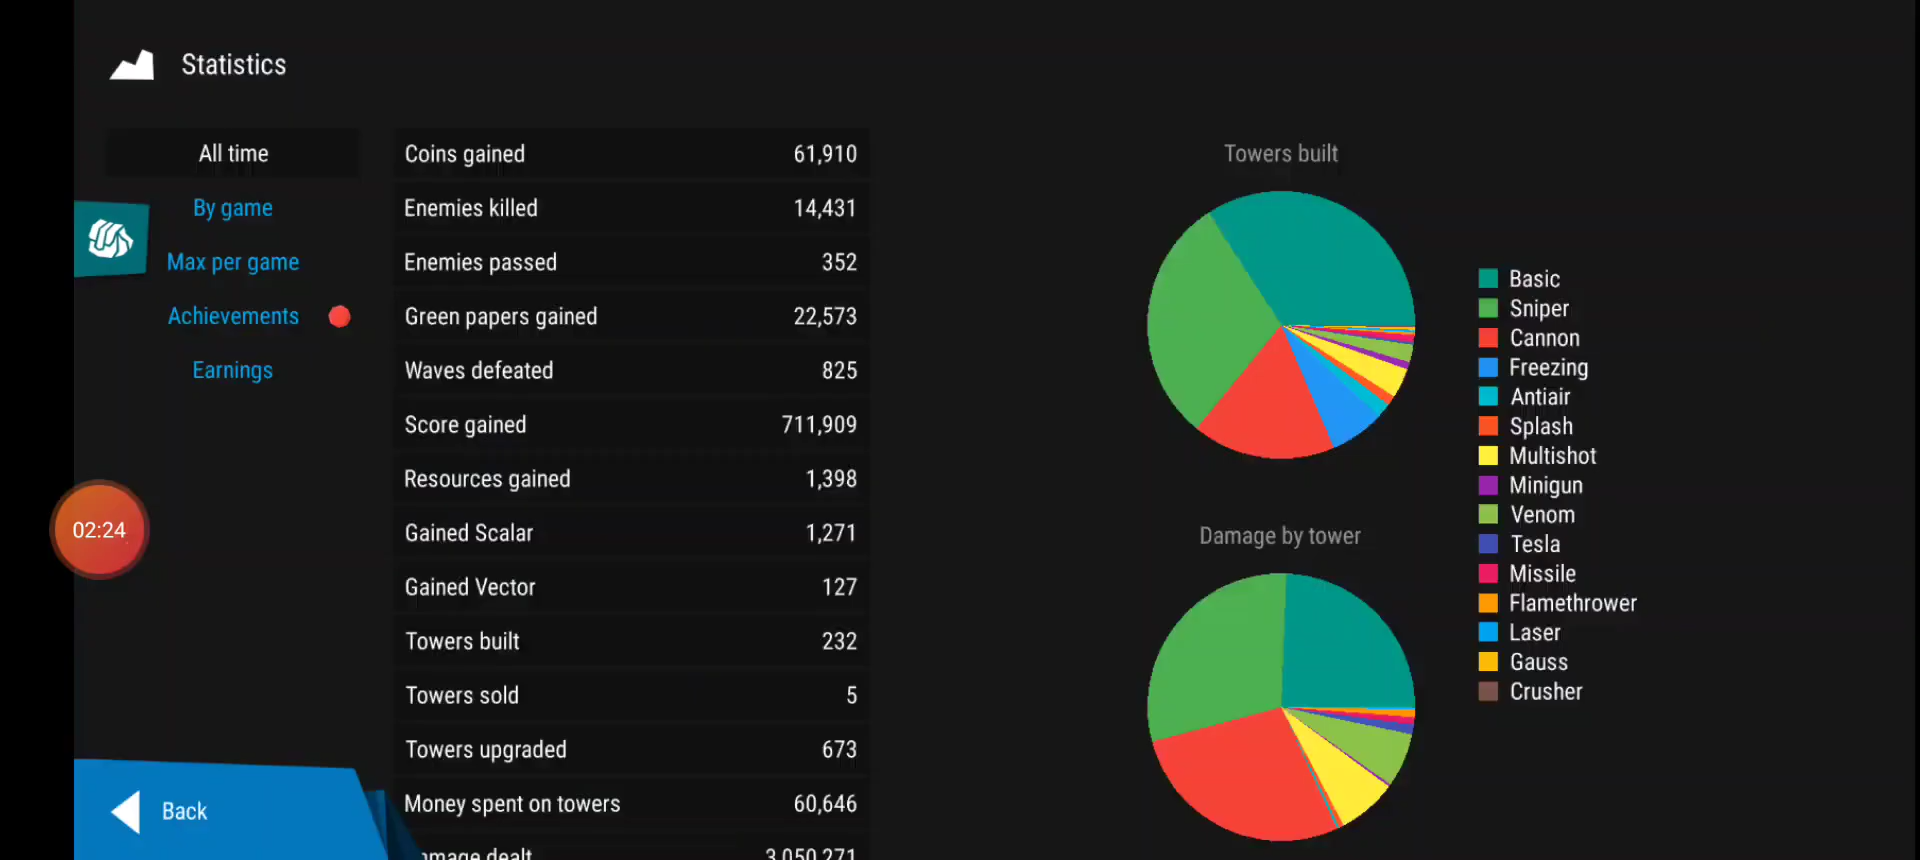 Statistics
All time
By game
Max per game
Achievements
Earnings
02:24
Back
Coins gained 61,910
Enemies killed 14,431
Enemies passed 352
Green papers gained 22,573
Waves defeated 825
Score gained 711,909
Resources gained 1,398
Gained Scalar 1,271
Gained Vector 127
Towers built 232
Towers sold 5
Towers upgraded 673
Money spent on towers 60,646
dealt 3,050,271
Towers built
Damage by tower
Basic
Sniper
Cannon
Freezing
Antiair
Splash
Multishot
Minigun
Venom
Tesla
Missile
Flamethrower
Laser
Gauss
Crusher